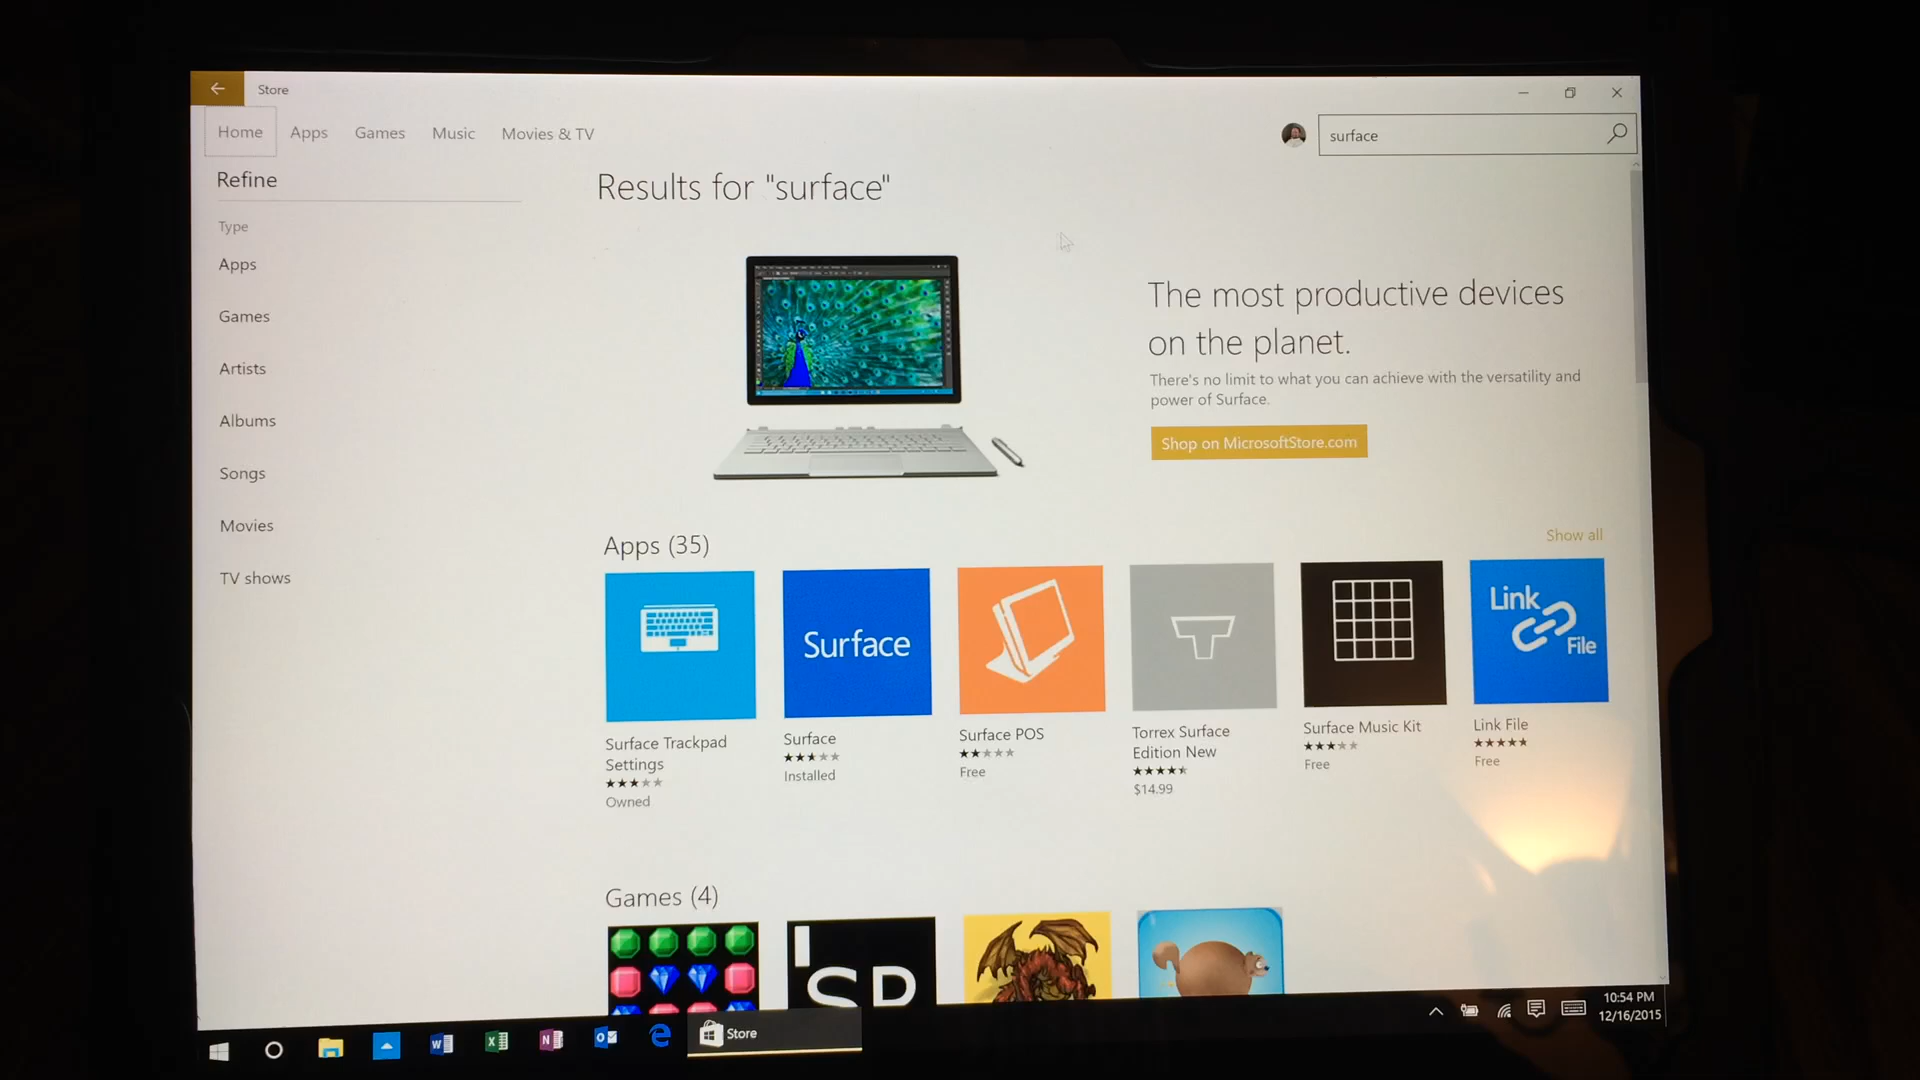 Store
Home Apps Games Music Movies & TV
surface
Refine
Type
Apps
Games
Artists
Albums
Songs
Movies
TV shows
Results for "surface"
The most productive devices
on the planet.
There's no limit to what you can achieve with the versatility and
power of Surface.
Shop on MicrosoftStore.com
Apps (35)
Show all
Surface
Link
File
Surface Trackpad
Settings
Owned
Surface
Installed
Surface POS
Free
Torrex Surface
Edition New
$14.99
Surface Music Kit
Free
Link File
Free
Games (4)
Store
10:54 PM
12/16/2015